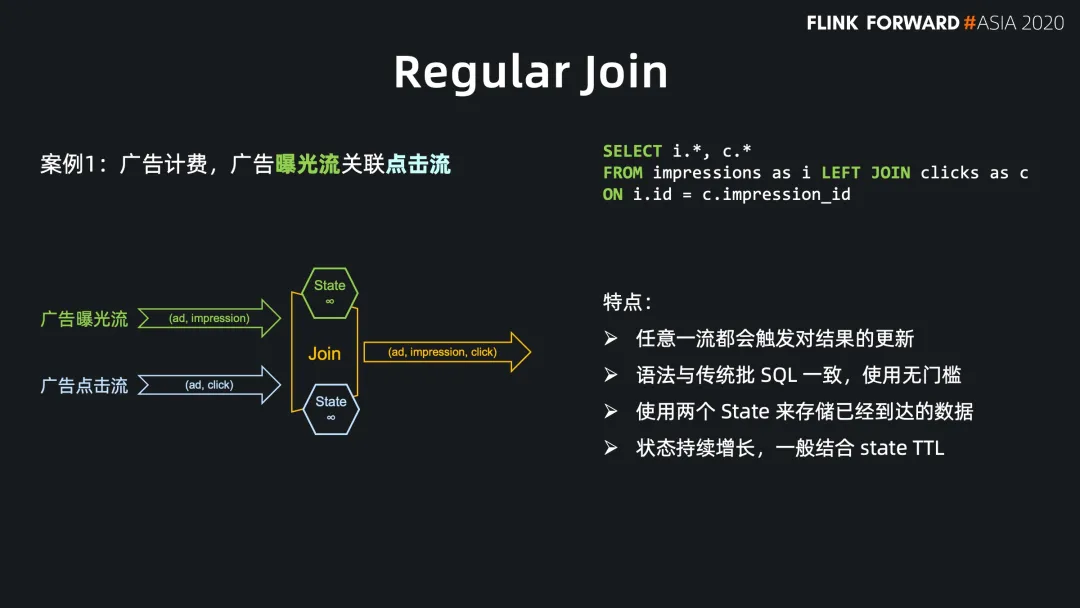 FLINK FORWARD #ASIA 2020
Regular Join
案例1：广告计费，广告曝光流关联点击流
SELECT i.*, c.*
FROM impressions as i LEFT JOIN clicks as c
ON i.id = c.impression_id
广告曝光流
(ad, impression)
广告点击流
(ad, click)
State
∞
Join
State
∞
(ad, impression, click)
特点：
➢ 任意一流都会触发对结果的更新
➢ 语法与传统批 SQL 一致，使用无门槛
➢ 使用两个 State 来存储已经到达的数据
➢ 状态持续增长，一般结合 state TTL